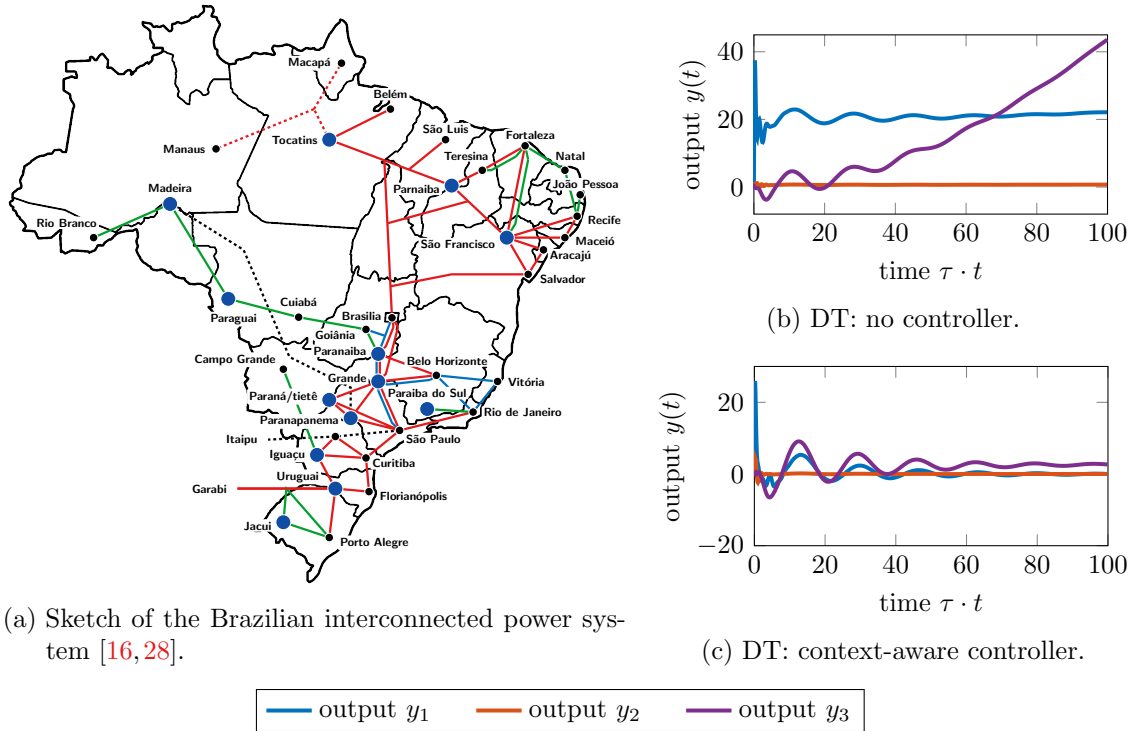 Macapá
Belém
São Luis
Fortaleza
Tocatins
Manaus
Teresina
Natal
Madeira
Parnaiba
João Pessoa
Rio Branco
Recife
São Francisco
Maceió
Aracajú
Salvador
Cuiabá
Paraguai
Brasilia
Goiânia
Paranaiba
Campo Grande
Belo Horizonte
Grande
Vitória
Paraiba do Sul
Paraná/tietê
Rio de Janeiro
Paranapanema
Itaipu
São Paulo
Iguaçu
Curitiba
Uruguai
Garabi
Florianópolis
Jaçui
Porto Alegre
(a) Sketch of the Brazilian interconnected power sys-
tem [16,28].
40
20
0
output y(t)
0 20 40 60 80 100
time τ · t
(b) DT: no controller.
20
0
−20
output y(t)
0 20 40 60 80 100
time τ · t
(c) DT: context-aware controller.
output y₁ output y₂ output y₃